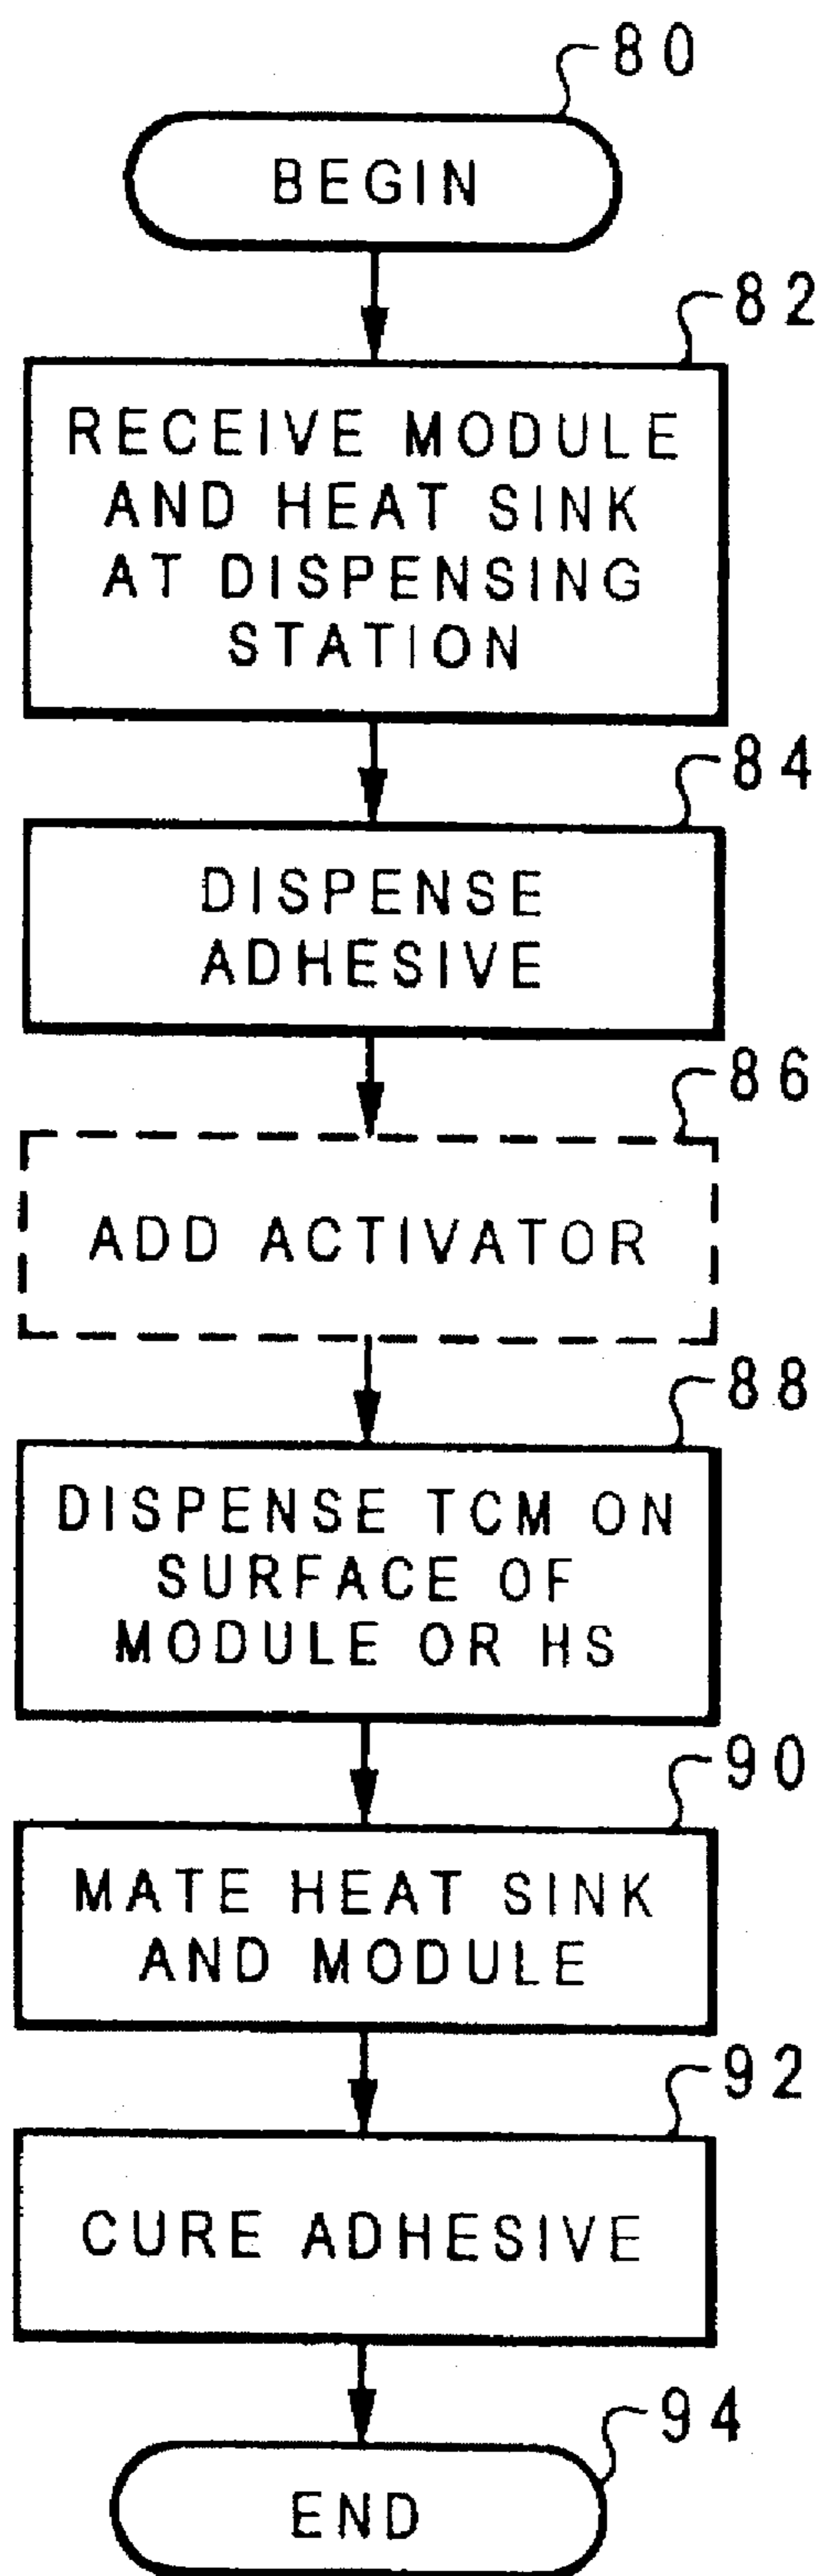 80
BEGIN
82
RECEIVE MODULE
AND HEAT SINK
AT DISPENSING
STATION
84
DISPENSE
ADHESIVE
86
ADD ACTIVATOR
88
DISPENSE TCM ON
SURFACE OF
MODULE OR HS
90
MATE HEAT SINK
AND MODULE
92
CURE ADHESIVE
94
END